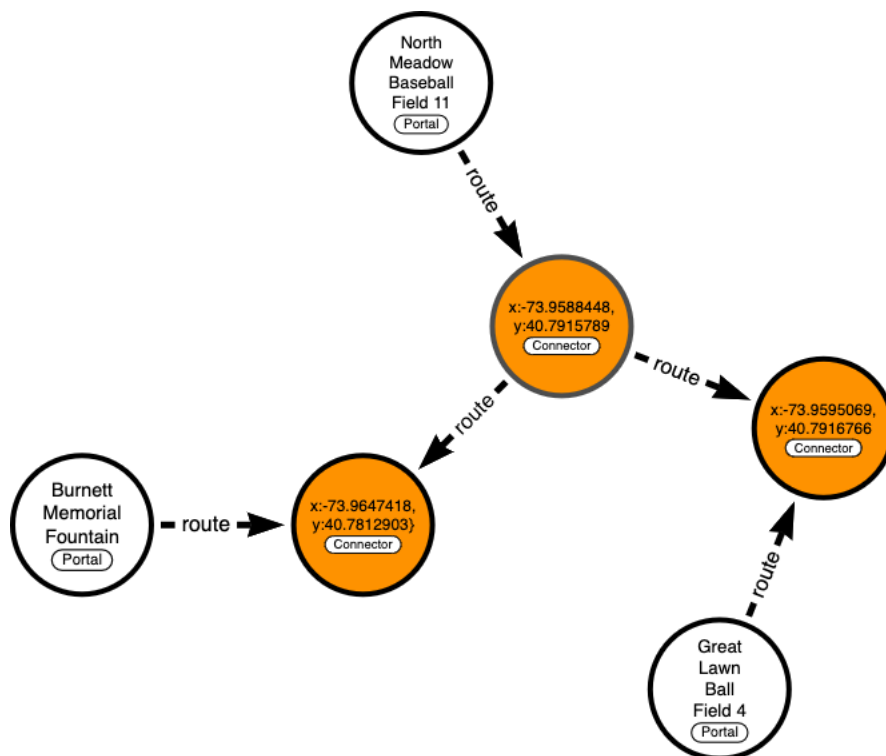 North
Meadow
Baseball
Field 11
Portal
route
x:-73.9588448,
y:40.7915789
Connector
route
route
x:-73.9595069,
y:40.7916766
Connector
Burnett
Memorial
Fountain
Portal
route
x:-73.9647418,
y:40.7812903}
Connector
route
Great
Lawn
Ball
Field 4
Portal